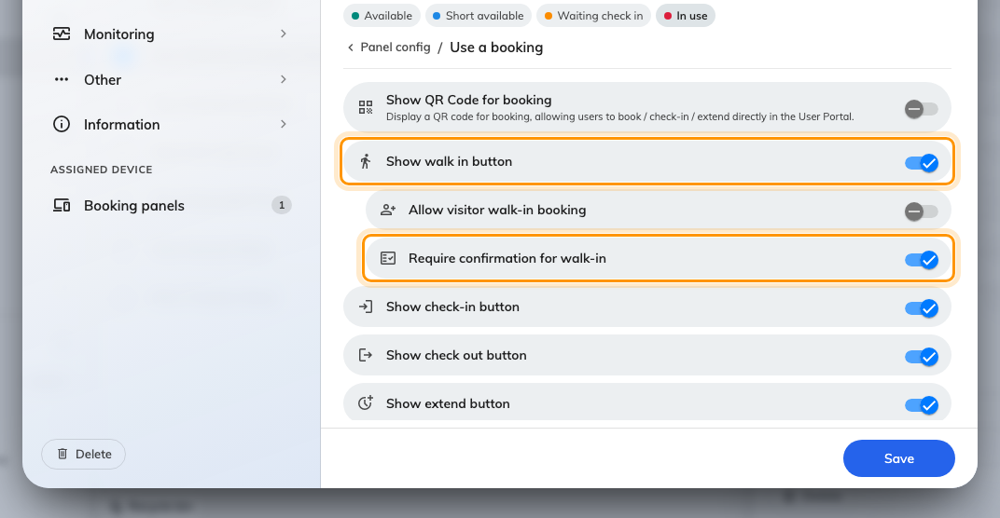 Monitoring
Other
Information
ASSIGNED DEVICE
Booking panels
1
Delete
Available
Short available
Waiting check in
In use
Panel config / Use a booking
Show QR Code for booking
Display a QR code for booking, allowing users to book / check-in / extend directly in the User Portal.
Show walk in button
Allow visitor walk-in booking
Require confirmation for walk-in
Show check-in button
Show check out button
Show extend button
Save